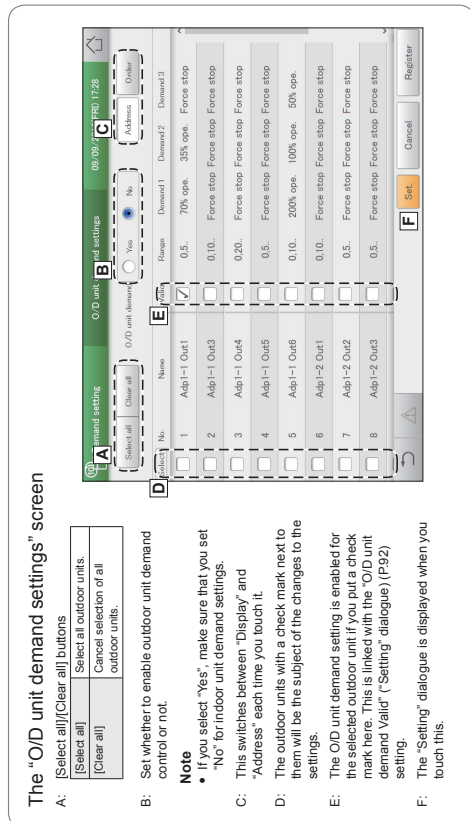 The "O/D unit demand settings" screen
A: [Select all]/[Clear all] buttons
[Select all] Select all outdoor units.
[Clear all] Cancel selection of all
outdoor units.
B: Set whether to enable outdoor unit demand
control or not.
Note
• If you select "Yes", make sure that you set
"No" for indoor unit demand settings.
C: This switches between "Display" and
"Address" each time you touch it.
D: The outdoor units with a check mark next to
them will be the subject of the changes to the
settings.
E: The O/D unit demand setting is enabled for
the selected outdoor unit if you put a check
mark here. This is linked with the "O/D unit
demand Valid" ("Setting" dialogue) (P.92)
setting.
F: The "Setting" dialogue is displayed when you
touch this.
demand setting O/D unit demand settings (FRI) 17:28
A B C
Select all Clear all O/D unit demand Yes No Address Order
D E
Select No. Name Valid Range Demand 1 Demand 2 Demand 3
1 Adp1-1 Out1 0,5.. 70% ope. 35% ope. Force stop
2 Adp1-1 Out3 0,10.. Force stop Force stop Force stop
3 Adp1-1 Out4 0,20.. Force stop Force stop Force stop
4 Adp1-1 Out5 0,5.. Force stop Force stop Force stop
5 Adp1-1 Out6 0,10.. 200% ope. 100% ope. 50% ope.
6 Adp1-2 Out1 0,10.. Force stop Force stop Force stop
7 Adp1-2 Out2 0,5.. Force stop Force stop Force stop
8 Adp1-2 Out3 0,5.. Force stop Force stop Force stop
F
Set. Cancel Register